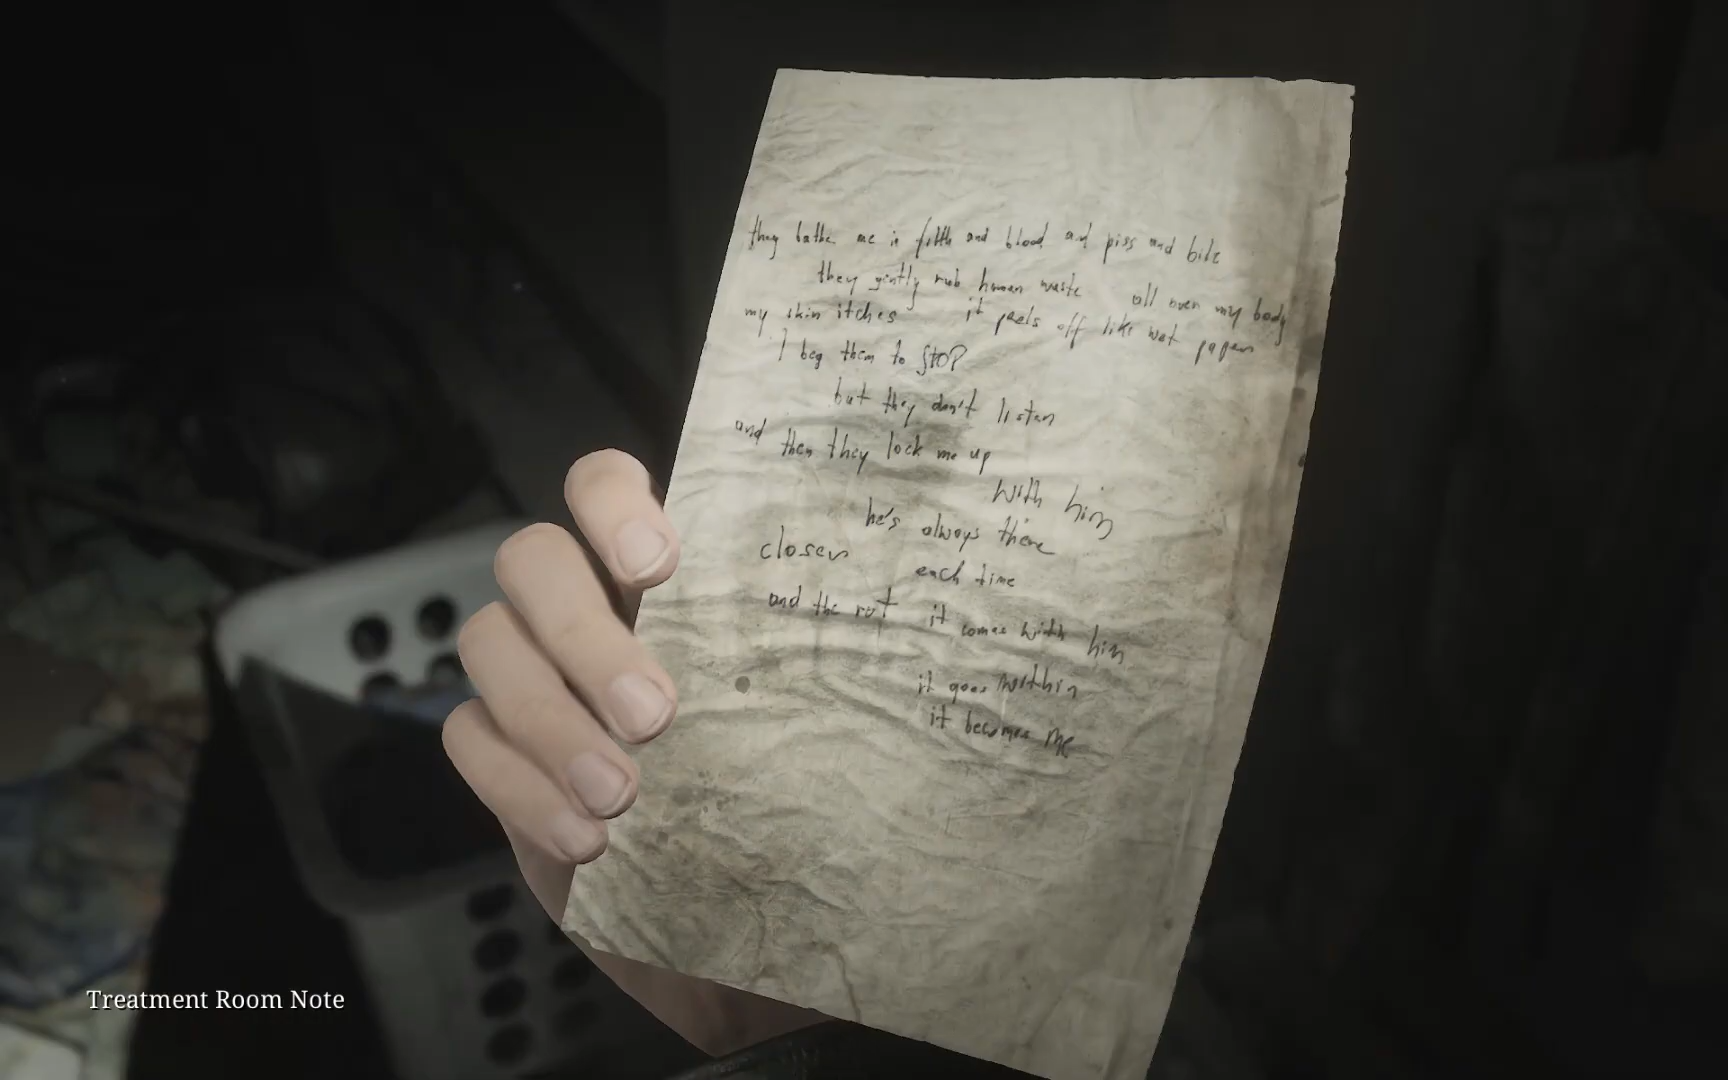 they bathe me in filth and blood and piss and bile
they gently rub human waste all over my body
my skin itches it peels off like wet paper
I beg them to STOP
but they don't listen
and then they lock me up
with him
he's always there
closer each time
and the rot it comes with him
it goes within
it becomes me
Treatment Room Note